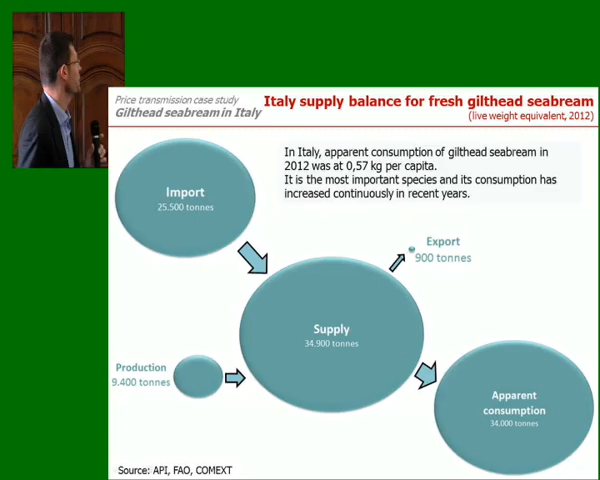 Price transmission case study
Gilthead seabream in Italy
Italy supply balance for fresh gilthead seabream
(live weight equivalent, 2012)
In Italy, apparent consumption of gilthead seabream in
2012 was at 0,57 kg per capita.
It is the most important species and its consumption has
increased continuously in recent years.
Import
25.500 tonnes
Export
900 tonnes
Supply
34.900 tonnes
Production
9.400 tonnes
Apparent
consumption
34.000 tonnes
Source: API, FAO, COMEXT